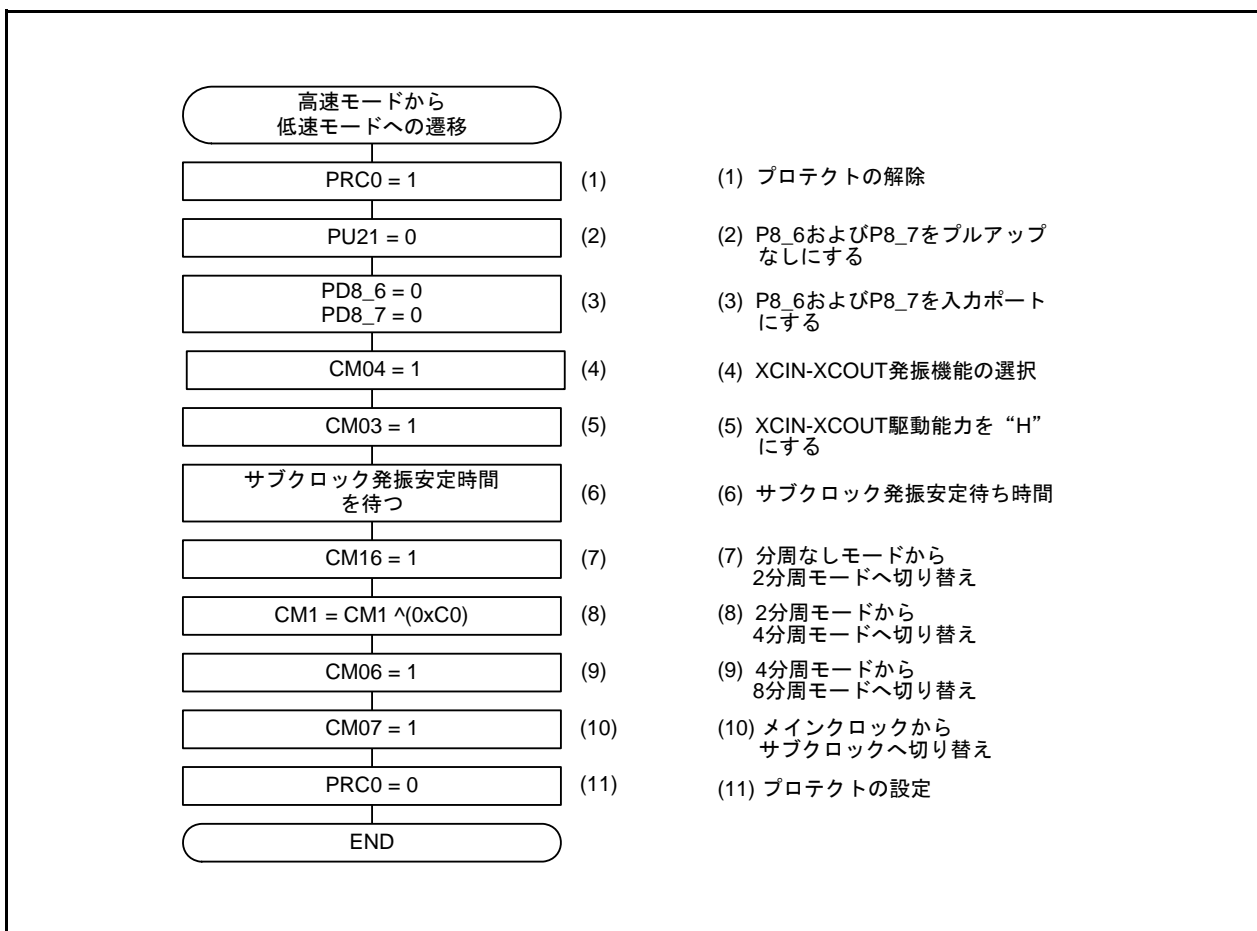 高速モードから
低速モードへの遷移
PRC0 = 1
(1)
(1) プロテクトの解除
PU21 = 0
(2)
(2) P8_6およびP8_7をプルアップ
なしにする
PD8_6 = 0
PD8_7 = 0
(3)
(3) P8_6およびP8_7を入力ポート
にする
CM04 = 1
(4)
(4) XCIN-XCOUT発振機能の選択
CM03 = 1
(5)
(5) XCIN-XCOUT駆動能力を“H”
にする
サブクロック発振安定時間
を待つ
(6)
(6) サブクロック発振安定待ち時間
CM16 = 1
(7)
(7) 分周なしモードから
2分周モードへ切り替え
CM1 = CM1 ^(0xC0)
(8)
(8) 2分周モードから
4分周モードへ切り替え
CM06 = 1
(9)
(9) 4分周モードから
8分周モードへ切り替え
CM07 = 1
(10)
(10) メインクロックから
サブクロックへ切り替え
PRC0 = 0
(11)
(11) プロテクトの設定
END